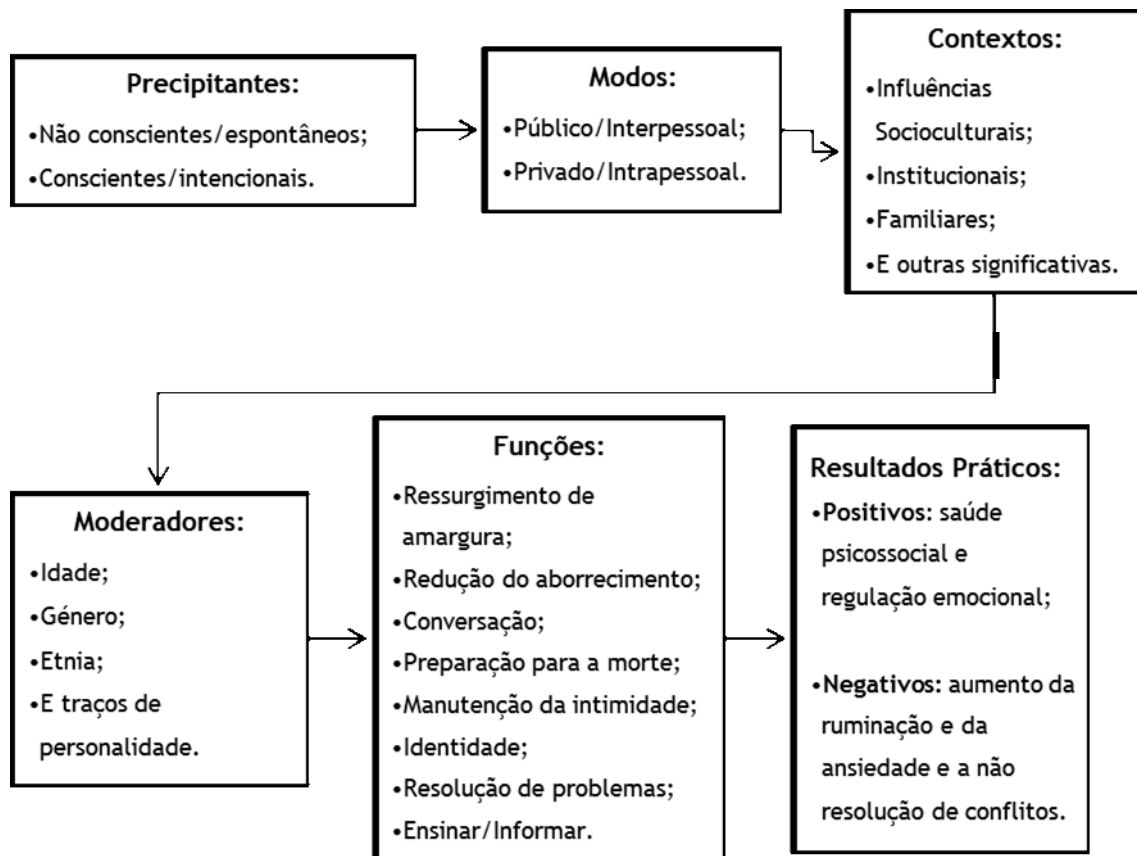 Precipitantes:
•Não conscientes/espontâneos;
•Conscientes/intencionais.
Modos:
•Público/Interpessoal;
•Privado/Intrapessoal.
Contextos:
•Influências
Socioculturais;
•Institucionais;
•Familiares;
•E outras significativas.
Moderadores:
•Idade;
•Género;
•Etnia;
•E traços de
personalidade.
Funções:
•Ressurgimento de
amargura;
•Redução do aborrecimento;
•Conversação;
•Preparação para a morte;
•Manutenção da intimidade;
•Identidade;
•Resolução de problemas;
•Ensinar/Informar.
Resultados Práticos:
•Positivos: saúde
psicossocial e
regulação emocional;
•Negativos: aumento da
ruminação e da
ansiedade e a não
resolução de conflitos.